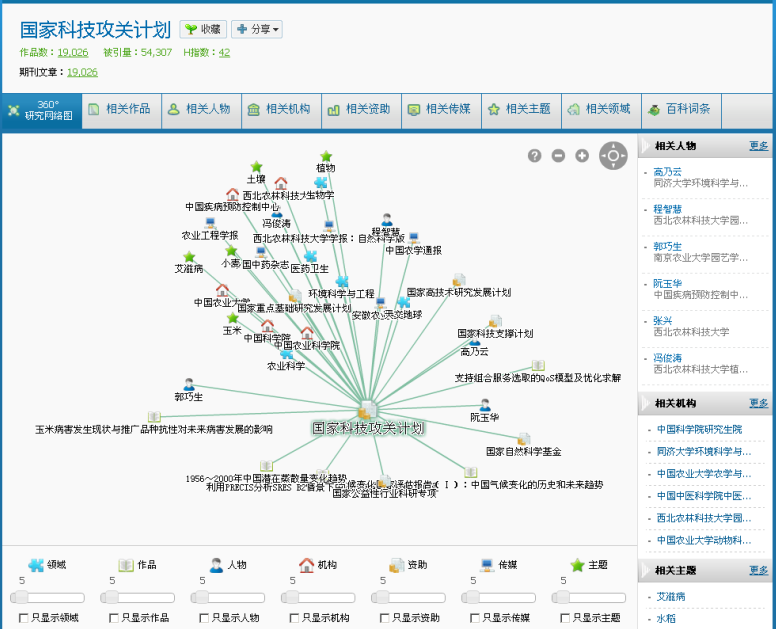 国家科技攻关计划 收藏 分享
作品数：19,026 被引量：54,307 H指数：42
期刊文章：19,026
360°
研究网络图
相关作品 相关人物 相关机构 相关资助 相关传媒 相关主题 相关领域 百科词条
植物
土壤
西北农林科技大 生物学
中国疾病预防控制中心
冯俊涛
农业工程学报
程智慧
西北农林科技大学学报：自然科学版
中国农学通报
小麦 国中药杂志
艾滋病
医药卫生
环境科学与工程
国家高技术研究发展计划
中国农业大学
国家重点基础研究发展计划
天文地球
玉米
中国科学院
国家科技支撑计划
中国农业科学院
高乃云
农业科学
支持组合服务选取的QoS模型及优化求解
郭巧生
阮玉华
玉米病害发生现状与推广品种抗性对未来病害发展的影响
国家科技攻关计划
国家自然科学基金
1956～2000年中国潜在蒸散量变化趋势
利用PRECIS分析SRES B2情景下
（Ⅰ）：中国气候变化的历史和未来趋势
国家公益性行业科研专项
领域 作品 人物 机构 资助 传媒 主题
5 5 5 5 5 5 5
只显示领域 只显示作品 只显示人物 只显示机构 只显示资助 只显示传媒 只显示主题
相关人物 更多
高乃云
同济大学环境科学与...
程智慧
西北农林科技大学园...
郭巧生
南京农业大学园艺学...
阮玉华
中国疾病预防控制中...
张兴
西北农林科技大学
冯俊涛
西北农林科技大学植...
相关机构 更多
中国科学院研究生院
同济大学环境科学与...
中国农业大学农学与...
中国中医科学院中医...
西北农林科技大学园...
中国农业大学动物科...
相关主题 更多
艾滋病
水稻